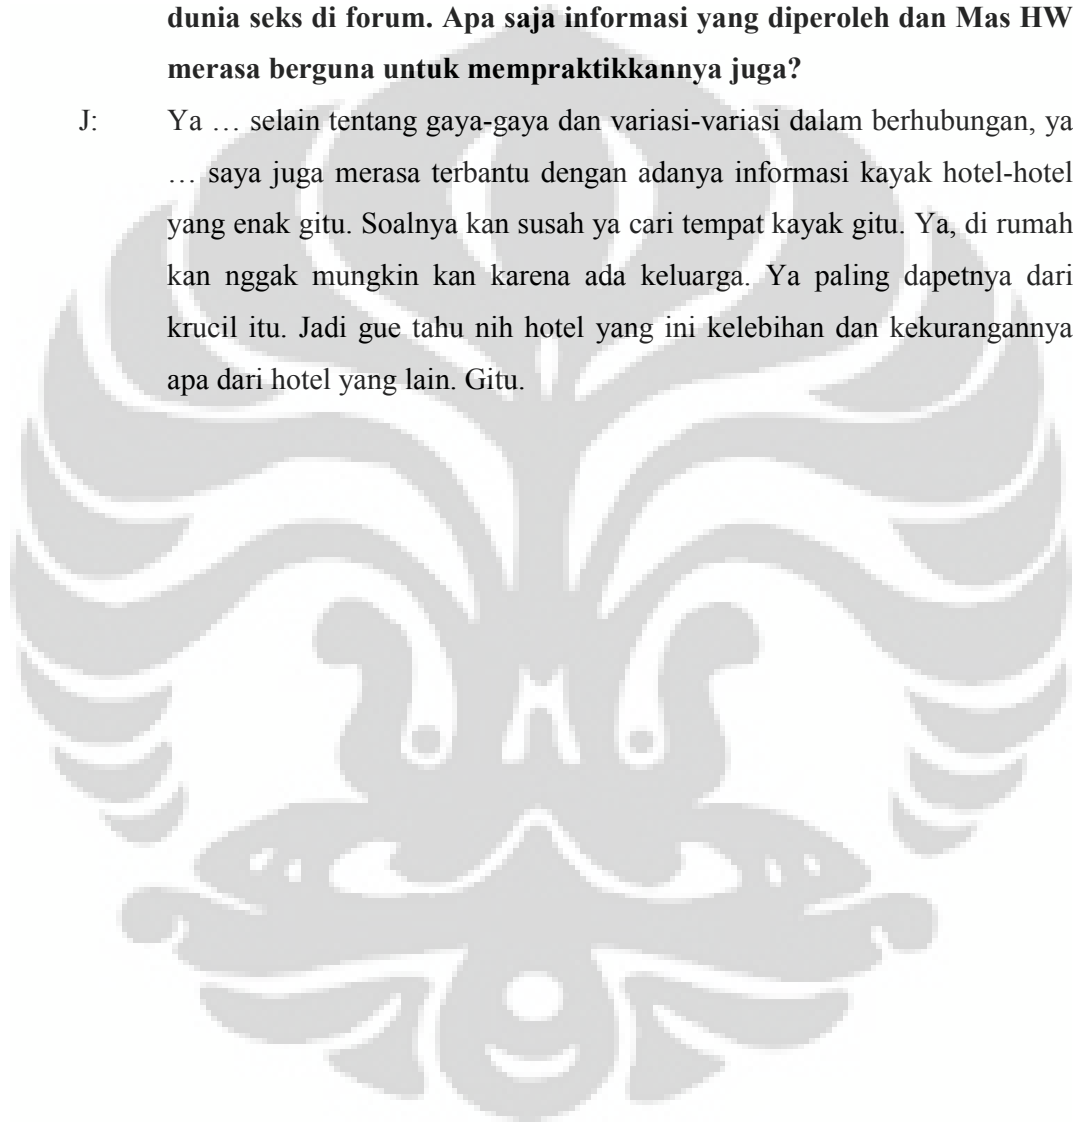 dunia seks di forum. Apa saja informasi yang diperoleh dan Mas HW
merasa berguna untuk mempraktikkannya juga?
J: Ya … selain tentang gaya-gaya dan variasi-variasi dalam berhubungan, ya
… saya juga merasa terbantu dengan adanya informasi kayak hotel-hotel
yang enak gitu. Soalnya kan susah ya cari tempat kayak gitu. Ya, di rumah
kan nggak mungkin kan karena ada keluarga. Ya paling dapetnya dari
krucil itu. Jadi gue tahu nih hotel yang ini kelebihan dan kekurangannya
apa dari hotel yang lain. Gitu.